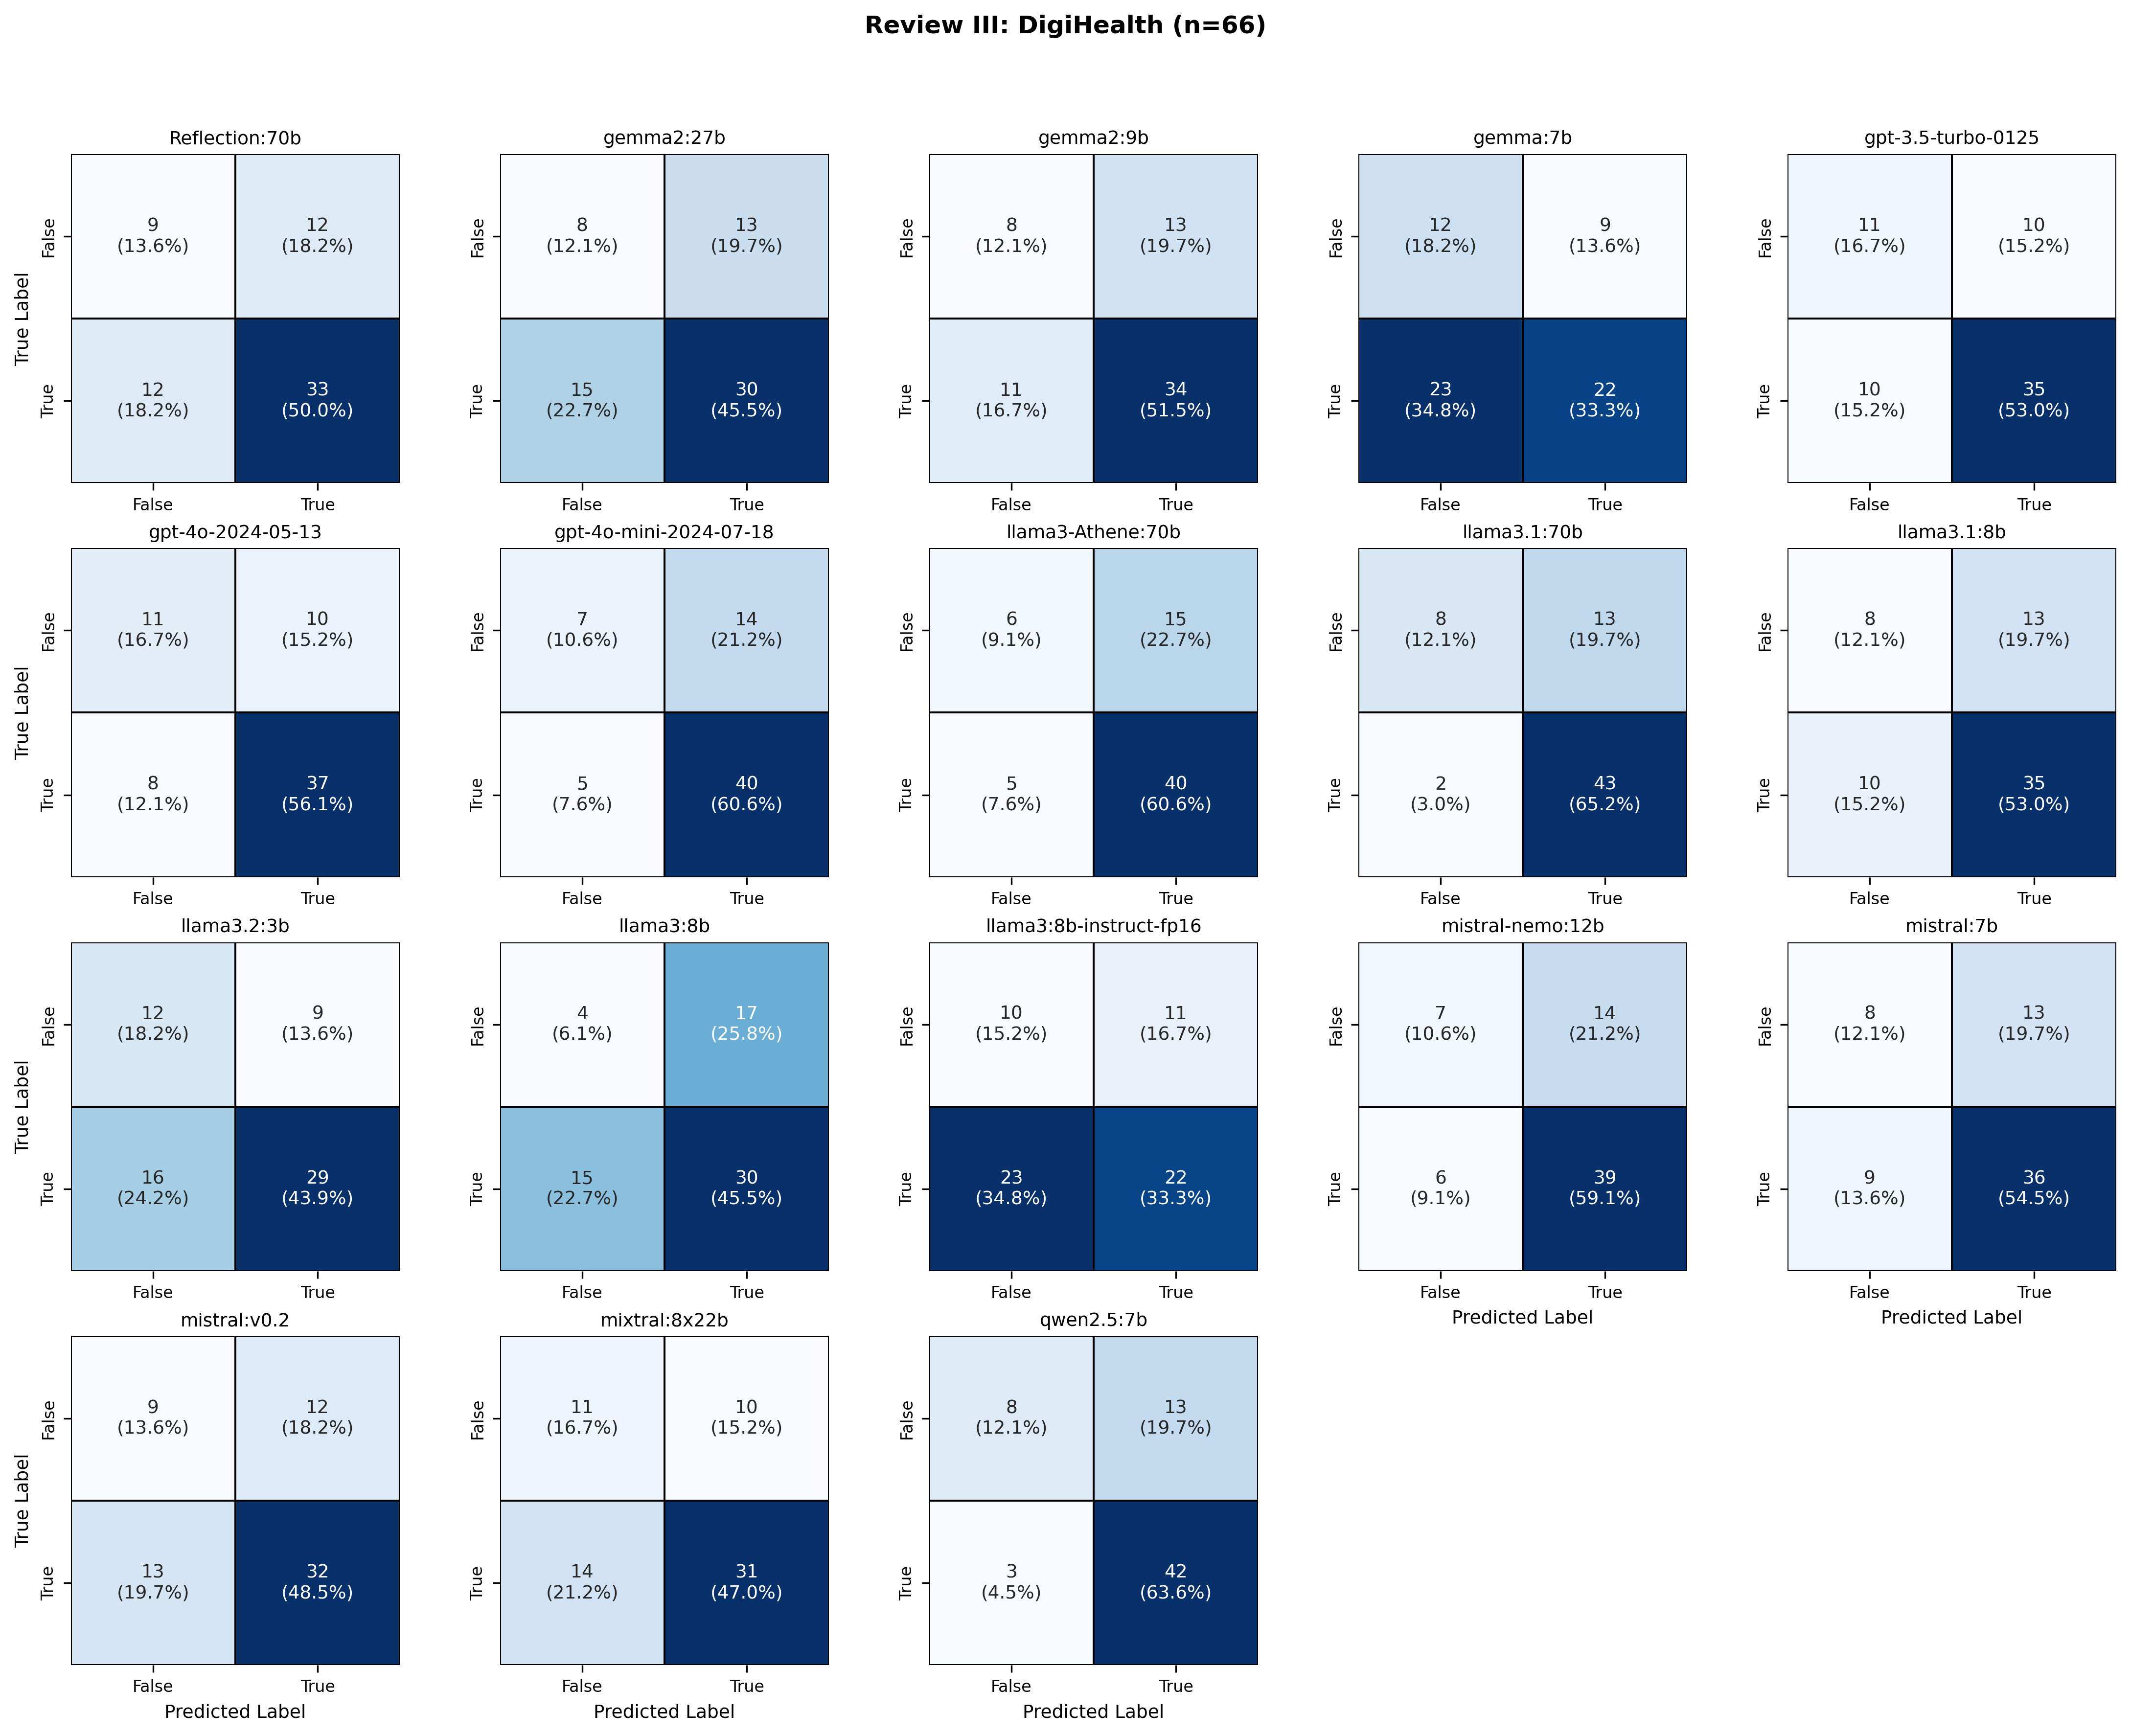 Review III: DigiHealth (n=66)
Reflection:70b
True Label
False
True
9
(13.6%)
12
(18.2%)
12
(18.2%)
33
(50.0%)
False
True
gemma2:27b
False
True
8
(12.1%)
13
(19.7%)
15
(22.7%)
30
(45.5%)
False
True
gemma2:9b
False
True
8
(12.1%)
13
(19.7%)
11
(16.7%)
34
(51.5%)
False
True
gemma:7b
False
True
12
(18.2%)
9
(13.6%)
23
(34.8%)
22
(33.3%)
False
True
gpt-3.5-turbo-0125
False
True
11
(16.7%)
10
(15.2%)
10
(15.2%)
35
(53.0%)
False
True
gpt-4o-2024-05-13
True Label
False
True
11
(16.7%)
10
(15.2%)
8
(12.1%)
37
(56.1%)
False
True
gpt-4o-mini-2024-07-18
False
True
7
(10.6%)
14
(21.2%)
5
(7.6%)
40
(60.6%)
False
True
llama3-Athene:70b
False
True
6
(9.1%)
15
(22.7%)
5
(7.6%)
40
(60.6%)
False
True
llama3.1:70b
False
True
8
(12.1%)
13
(19.7%)
2
(3.0%)
43
(65.2%)
False
True
llama3.1:8b
False
True
8
(12.1%)
13
(19.7%)
10
(15.2%)
35
(53.0%)
False
True
llama3.2:3b
True Label
False
True
12
(18.2%)
9
(13.6%)
16
(24.2%)
29
(43.9%)
False
True
llama3:8b
False
True
4
(6.1%)
17
(25.8%)
15
(22.7%)
30
(45.5%)
False
True
llama3:8b-instruct-fp16
False
True
10
(15.2%)
11
(16.7%)
23
(34.8%)
22
(33.3%)
False
True
mistral-nemo:12b
False
True
7
(10.6%)
14
(21.2%)
6
(9.1%)
39
(59.1%)
False
True
Predicted Label
mistral:7b
False
True
8
(12.1%)
13
(19.7%)
9
(13.6%)
36
(54.5%)
False
True
Predicted Label
mistral:v0.2
True Label
False
True
9
(13.6%)
12
(18.2%)
13
(19.7%)
32
(48.5%)
False
True
Predicted Label
mixtral:8x22b
False
True
11
(16.7%)
10
(15.2%)
14
(21.2%)
31
(47.0%)
False
True
Predicted Label
qwen2.5:7b
False
True
8
(12.1%)
13
(19.7%)
3
(4.5%)
42
(63.6%)
False
True
Predicted Label